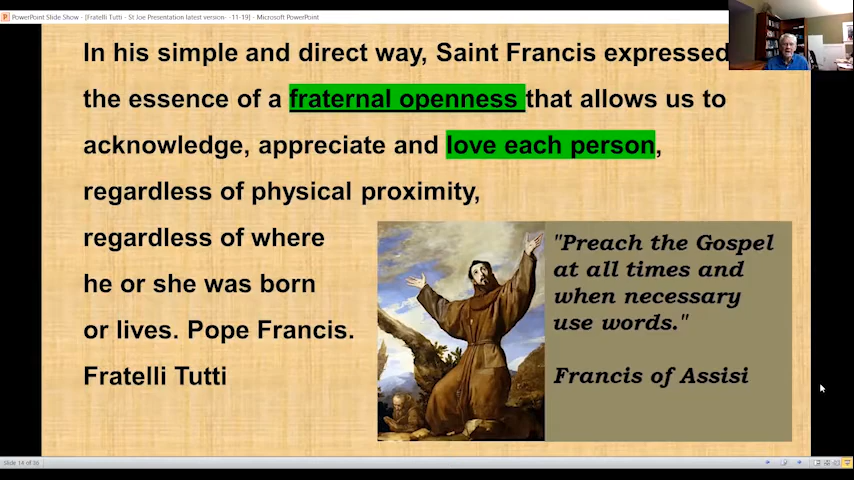 PowerPoint Slide Show - [Fratelli Tutti - St Joe Presentation latest version- -11-19] - Microsoft PowerPoint
In his simple and direct way, Saint Francis expressed
the essence of a fraternal openness that allows us to
acknowledge, appreciate and love each person,
regardless of physical proximity,
regardless of where
he or she was born
or lives. Pope Francis.
Fratelli Tutti
"Preach the Gospel
at all times and
when necessary
use words."
Francis of Assisi
Slide 14 of 36